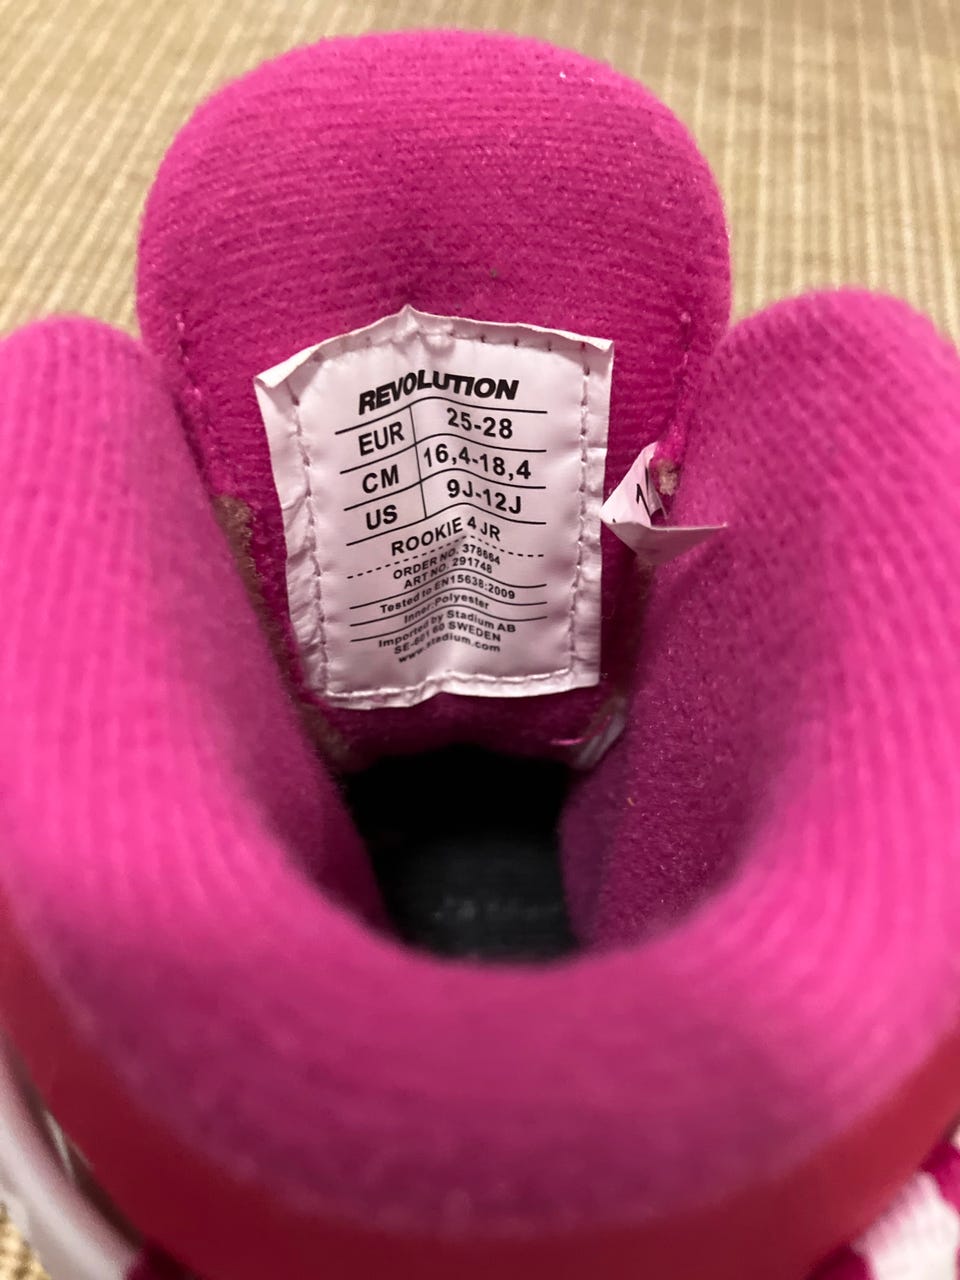 REVOLUTION
EUR 25-28
CM 16,4-18,4
US 9J-12J
ROOKIE 4 JR
ORDER NO. 378664
ART NO. 291748
Tested to EN15638:2009
Inner:Polyester
Imported by Stadium AB
SE-601 60 SWEDEN
www.stadium.com